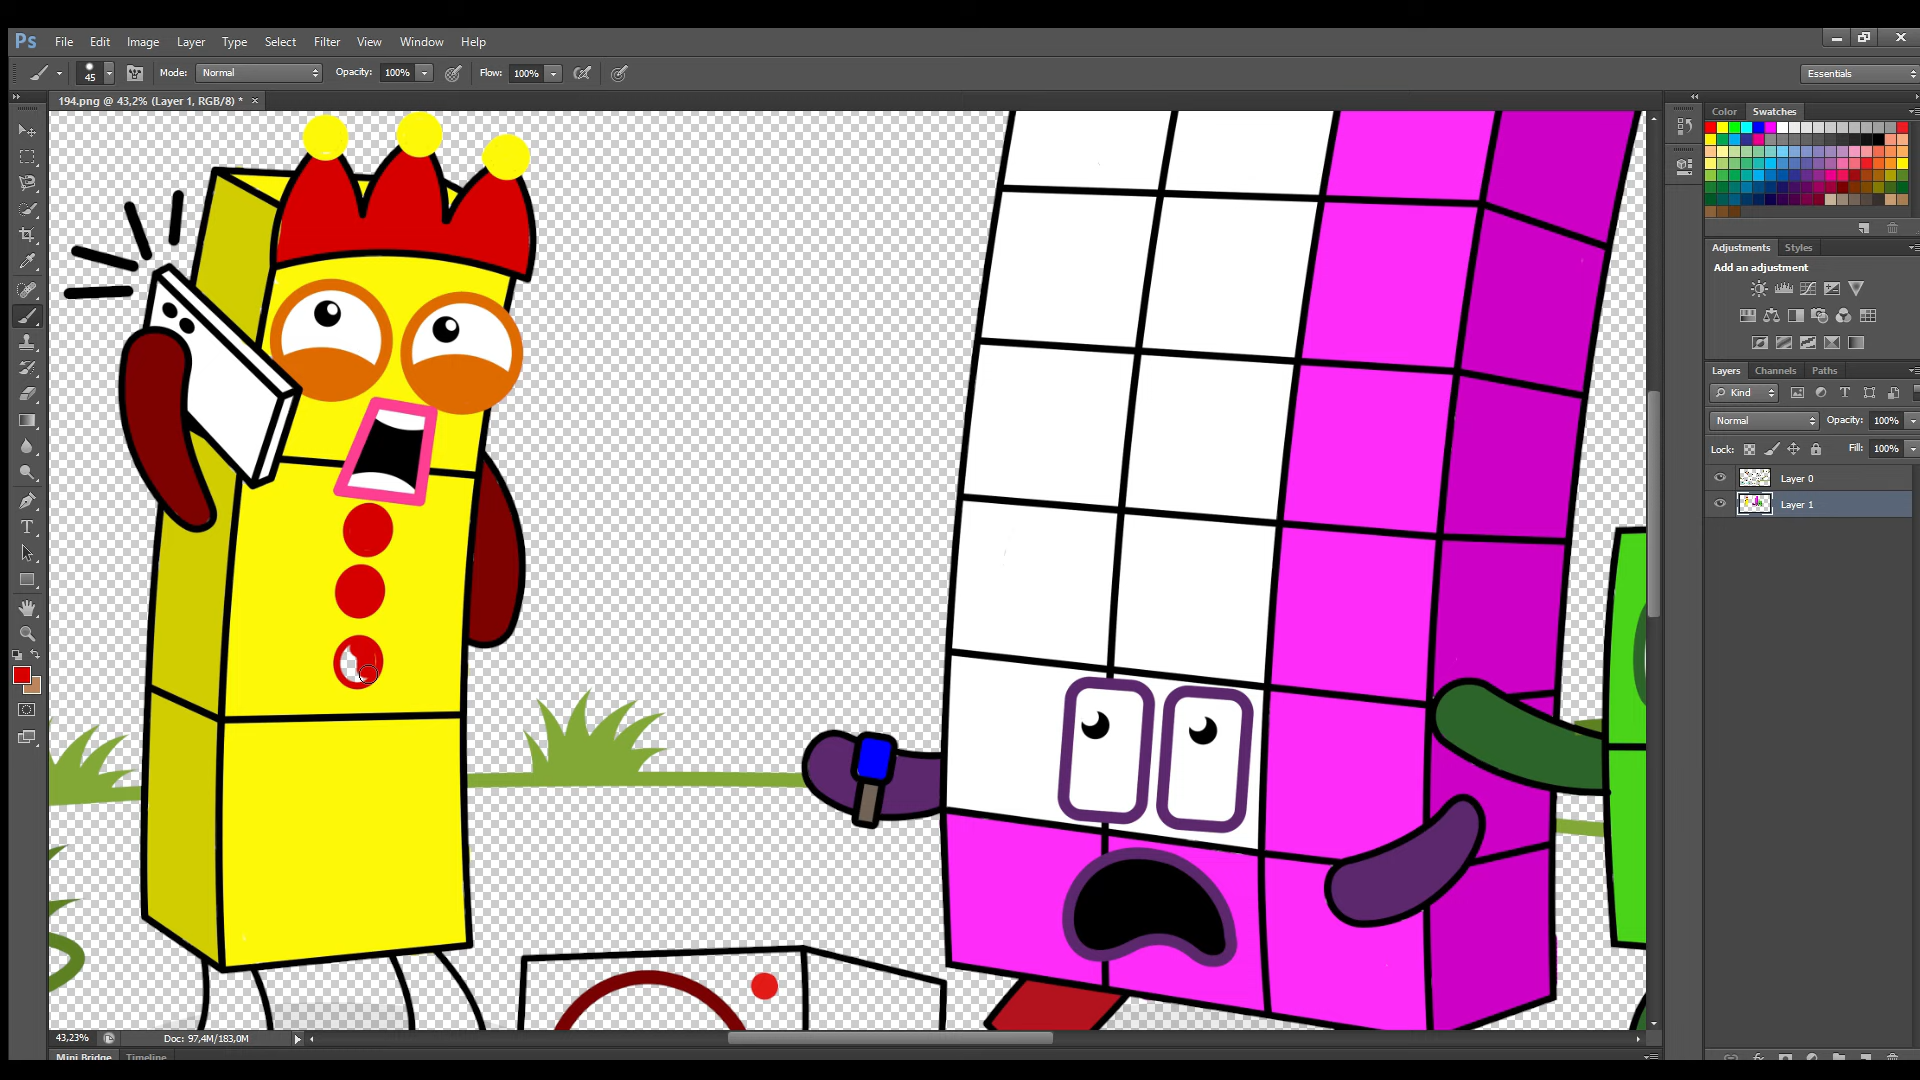 Ps File Edit Image Layer Type Select Filter View Window Help
45 Mode: Normal Opacity: 100% Flow: 100% Essentials
194.png @ 43,2% (Layer 1, RGB/8) * ×
Color Swatches
Adjustments Styles
Add an adjustment
Layers Channels Paths
Kind
Normal Opacity: 100%
Lock: Fill: 100%
Layer 0
Layer 1
43,23% Doc: 97,4M/183,0M
Mini Bridge Timeline